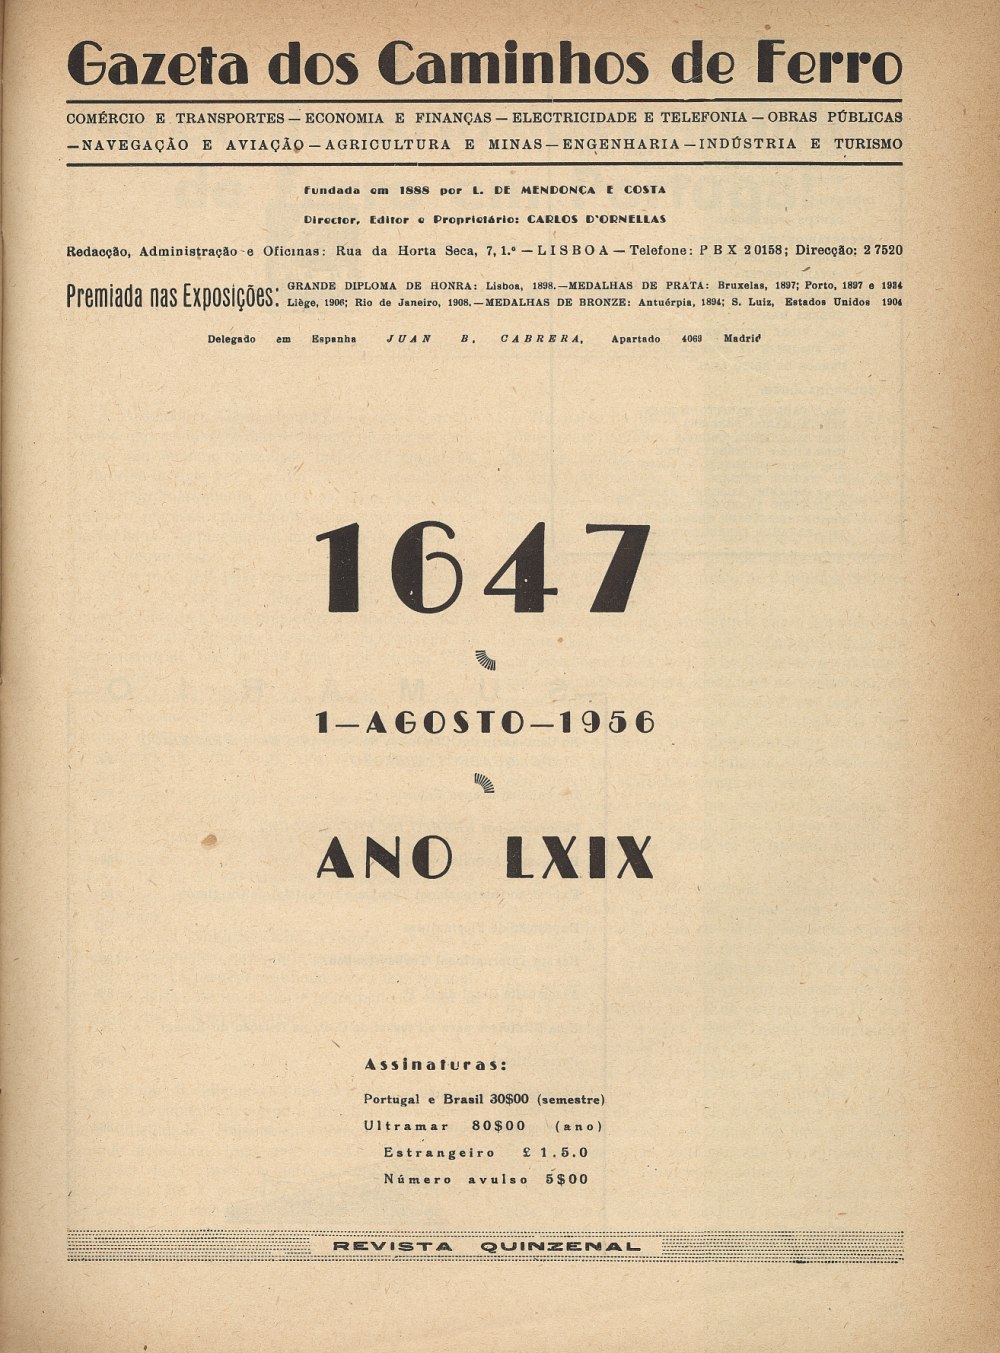 Gazeta dos Caminhos de Ferro
COMÉRCIO E TRANSPORTES — ECONOMIA E FINANÇAS — ELECTRICIDADE E TELEFONIA — OBRAS PÚBLICAS
—NAVEGAÇÃO E AVIAÇÃO—AGRICULTURA E MINAS—ENGENHARIA—INDÚSTRIA E TURISMO
Fundada em 1888 por L. DE MENDONÇA E COSTA
Director, Editor e Proprietário: CARLOS D'ORNELLAS
Redacção, Administração e Oficinas: Rua da Horta Seca, 7, 1.º — LISBOA — Telefone: PBX 20158; Direcção: 27520
Premiada nas Exposições:
GRANDE DIPLOMA DE HONRA: Lisboa, 1898.—MEDALHAS DE PRATA: Bruxelas, 1897; Porto, 1897 e 1934
Liège, 1906; Rio de Janeiro, 1908.—MEDALHAS DE BRONZE: Antuérpia, 1894; S. Luiz, Estados Unidos 1904
Delegado em Espanha JUAN B. CABRERA, Apartado 4069 Madrid
1647
1—AGOSTO—1956
ANO LXIX
Assinaturas:
Portugal e Brasil 30$00 (semestre)
Ultramar 80$00 (ano)
Estrangeiro £ 1.5.0
Número avulso 5$00
REVISTA QUINZENAL